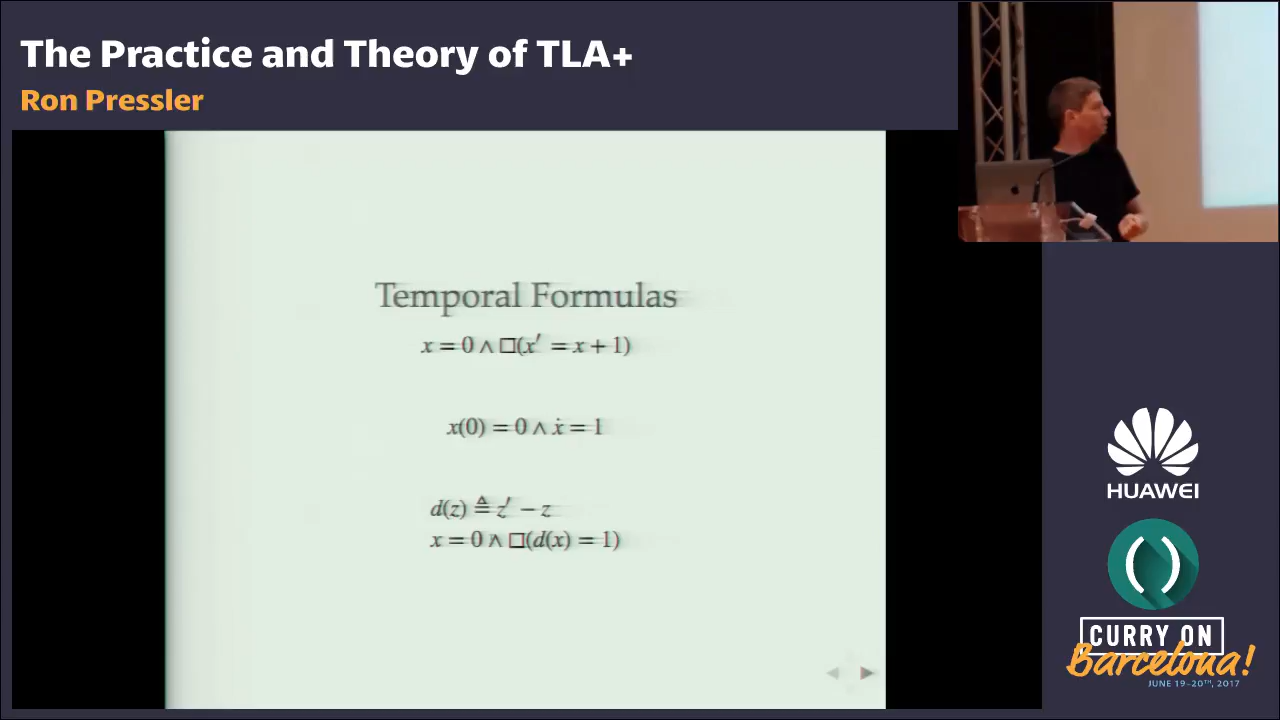 The Practice and Theory of TLA+
Ron Pressler
Temporal Formulas
x = 0 ∧ □(x′ = x + 1)
x(0) = 0 ∧ ẋ = 1
d(z) ≜ z′ − z
x = 0 ∧ □(d(x) = 1)
HUAWEI
CURRY ON
Barcelona!
JUNE 19-20TH, 2017